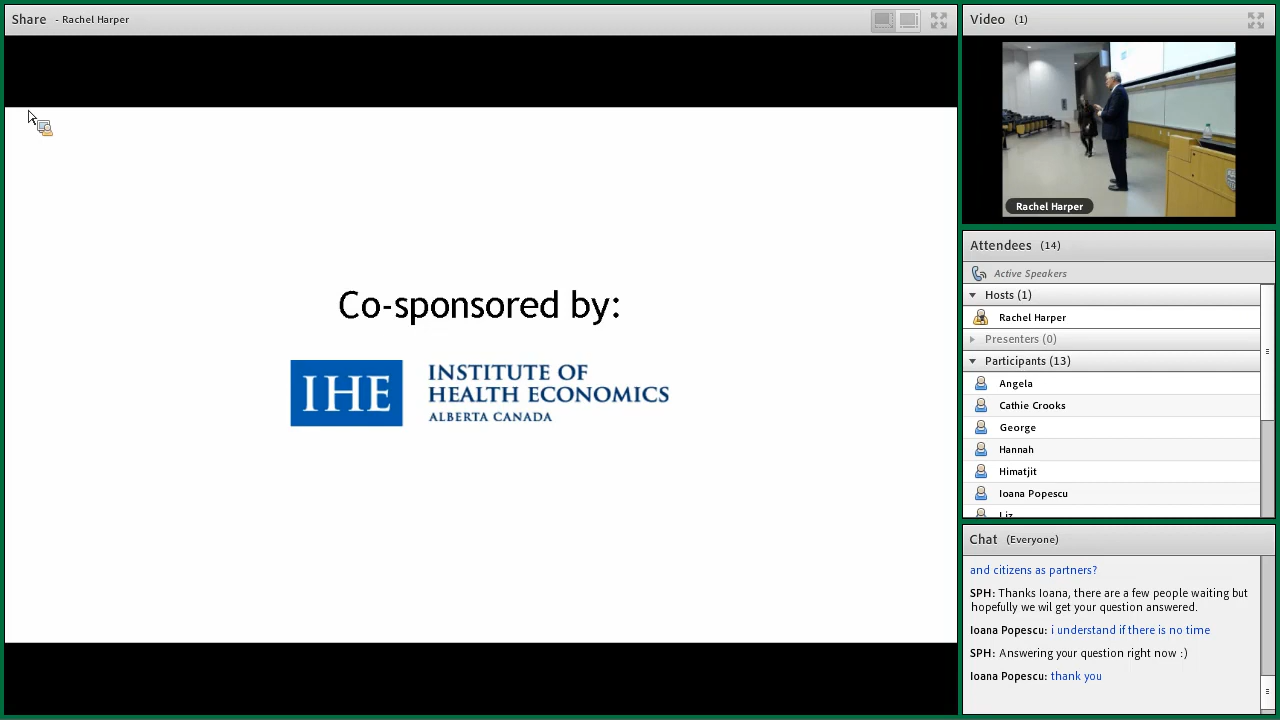 Share - Rachel Harper
Co-sponsored by:
IHE
INSTITUTE OF
HEALTH ECONOMICS
ALBERTA CANADA
Video (1)
Rachel Harper
Attendees (14)
Active Speakers
Hosts (1)
Rachel Harper
Presenters (0)
Participants (13)
Angela
Cathie Crooks
George
Hannah
Himatjit
Ioana Popescu
Liz
Chat (Everyone)
and citizens as partners?
SPH: Thanks Ioana, there are a few people waiting but
hopefully we wil get your question answered.
Ioana Popescu: i understand if there is no time
SPH: Answering your question right now :)
Ioana Popescu: thank you